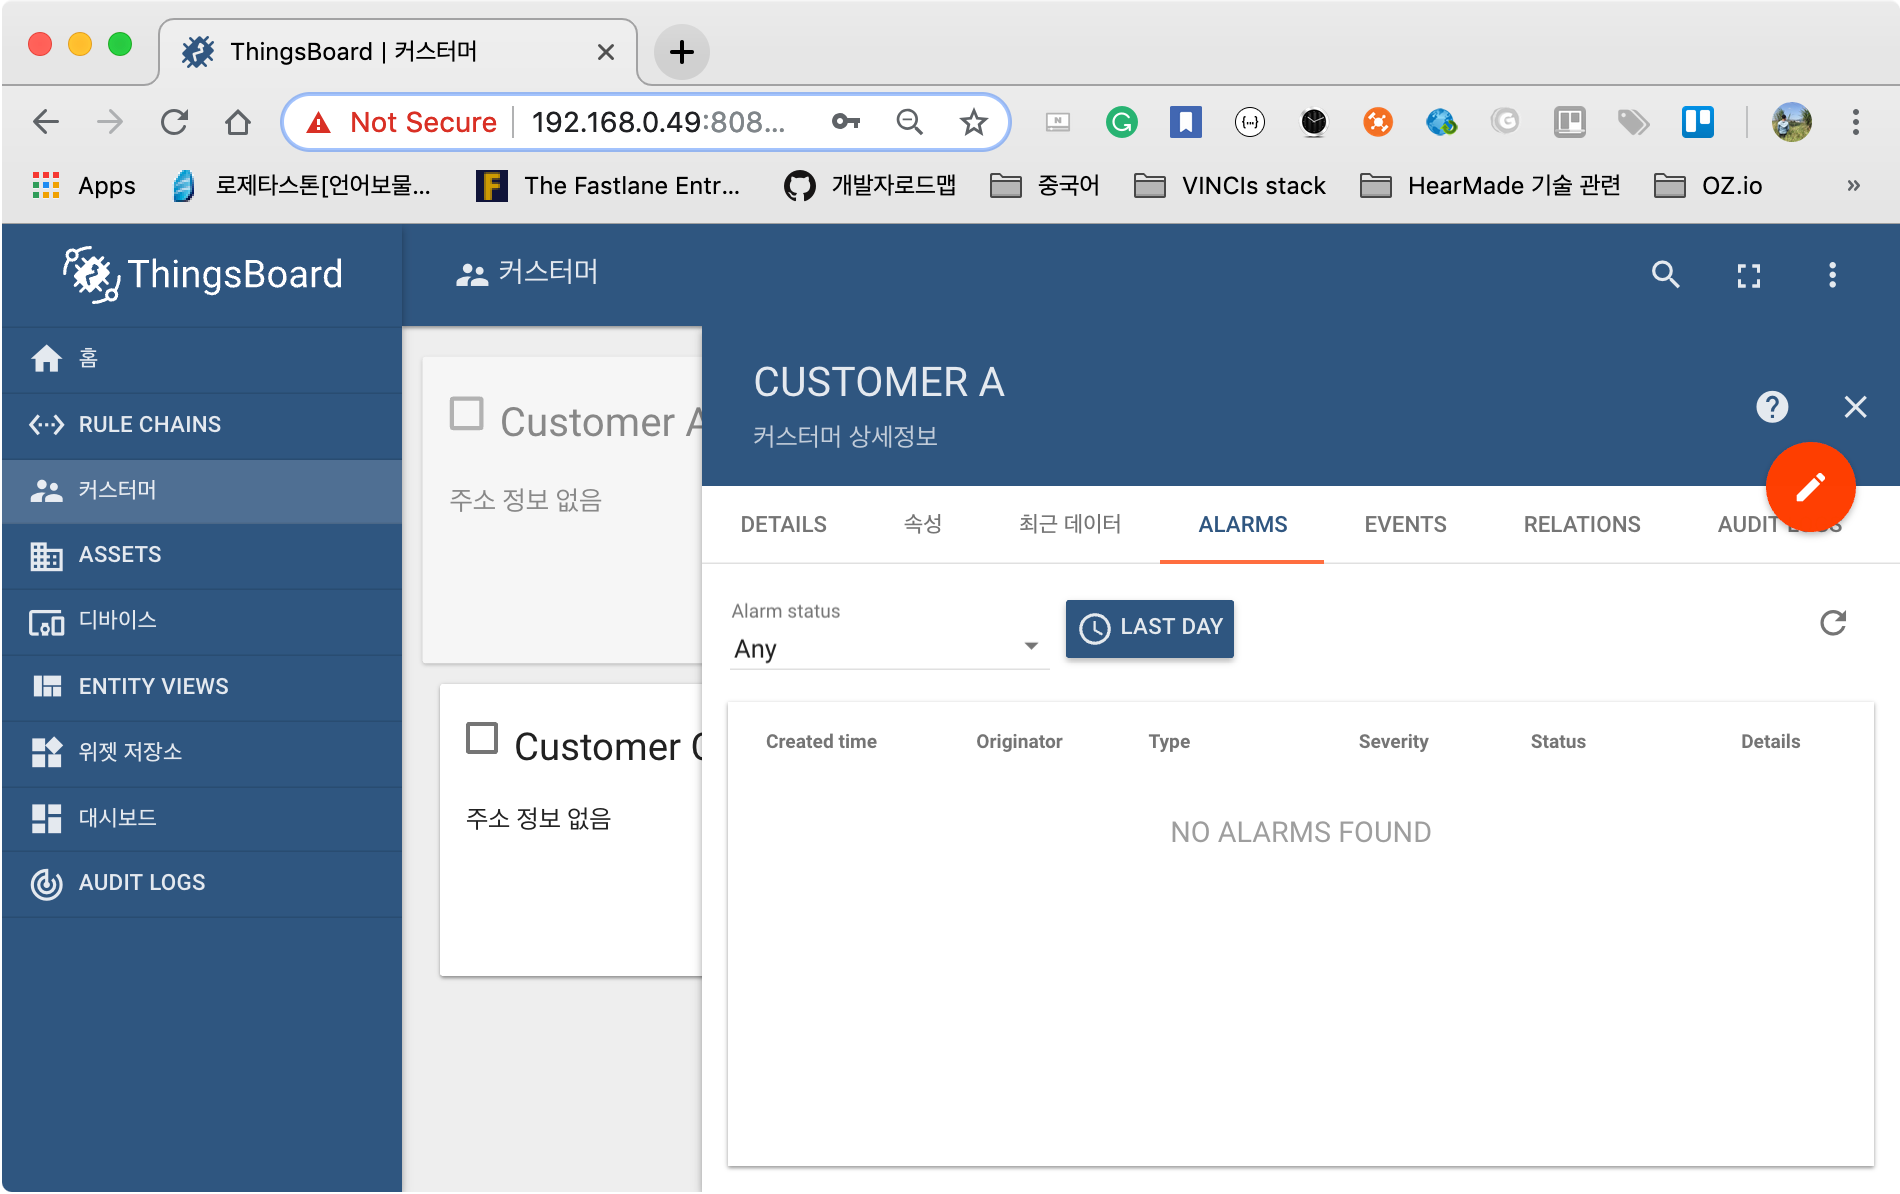 ThingsBoard | 커스터머
Not Secure
192.168.0.49:808...
Apps
로제타스톤[언어보물...
The Fastlane Entr...
개발자로드맵
중국어
VINCIs stack
HearMade 기술 관련
OZ.io
»
ThingsBoard
커스터머
홈
RULE CHAINS
커스터머
ASSETS
디바이스
ENTITY VIEWS
위젯 저장소
대시보드
AUDIT LOGS
Customer A
주소 정보 없음
Customer
주소 정보 없음
CUSTOMER A
커스터머 상세정보
DETAILS
속성
최근 데이터
ALARMS
EVENTS
RELATIONS
AUDIT
Alarm status
Any
LAST DAY
Created time
Originator
Type
Severity
Status
Details
NO ALARMS FOUND